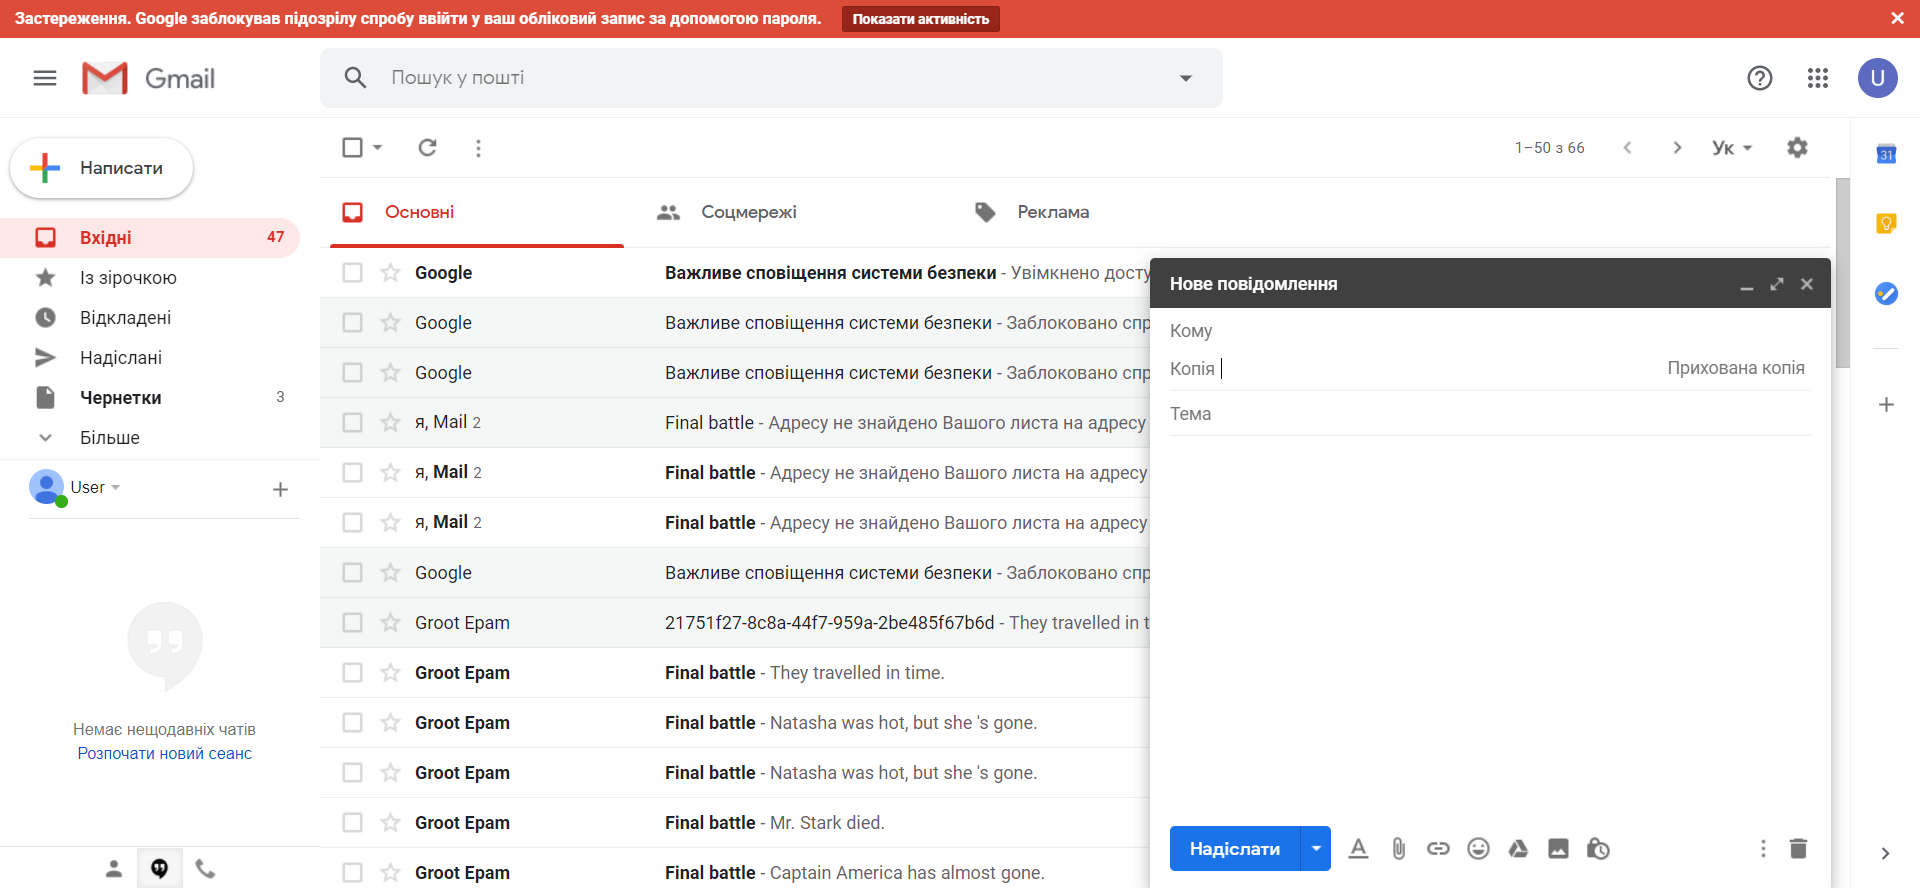 Застереження. Google заблокував підозрілу спробу ввійти у ваш обліковий запис за допомогою пароля. Показати активність
Gmail
Пошук у пошті
U
Написати
1–50 з 66
Ук
31
Основні
Соцмережі
Реклама
Вхідні 47
Із зірочкою
Відкладені
Надіслані
Чернетки 3
Більше
User
Немає нещодавніх чатів
Розпочати новий сеанс
Google Важливе сповіщення системи безпеки - Увімкнено досту
Google Важливе сповіщення системи безпеки - Заблоковано спр
Google Важливе сповіщення системи безпеки - Заблоковано спр
я, Mail 2 Final battle - Адресу не знайдено Вашого листа на адресу
я, Mail 2 Final battle - Адресу не знайдено Вашого листа на адресу
я, Mail 2 Final battle - Адресу не знайдено Вашого листа на адресу
Google Важливе сповіщення системи безпеки - Заблоковано спр
Groot Epam 21751f27-8c8a-44f7-959a-2be485f67b6d - They travelled in t
Groot Epam Final battle - They travelled in time.
Groot Epam Final battle - Natasha was hot, but she 's gone.
Groot Epam Final battle - Natasha was hot, but she 's gone.
Groot Epam Final battle - Mr. Stark died.
Groot Epam Final battle - Captain America has almost gone.
Нове повідомлення
Кому
Копія Прихована копія
Тема
Надіслати